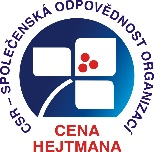 CSR – SPOLEČENSKÁ ODPOVĚDNOST ORGANIZACÍ
CENA
HEJTMANA